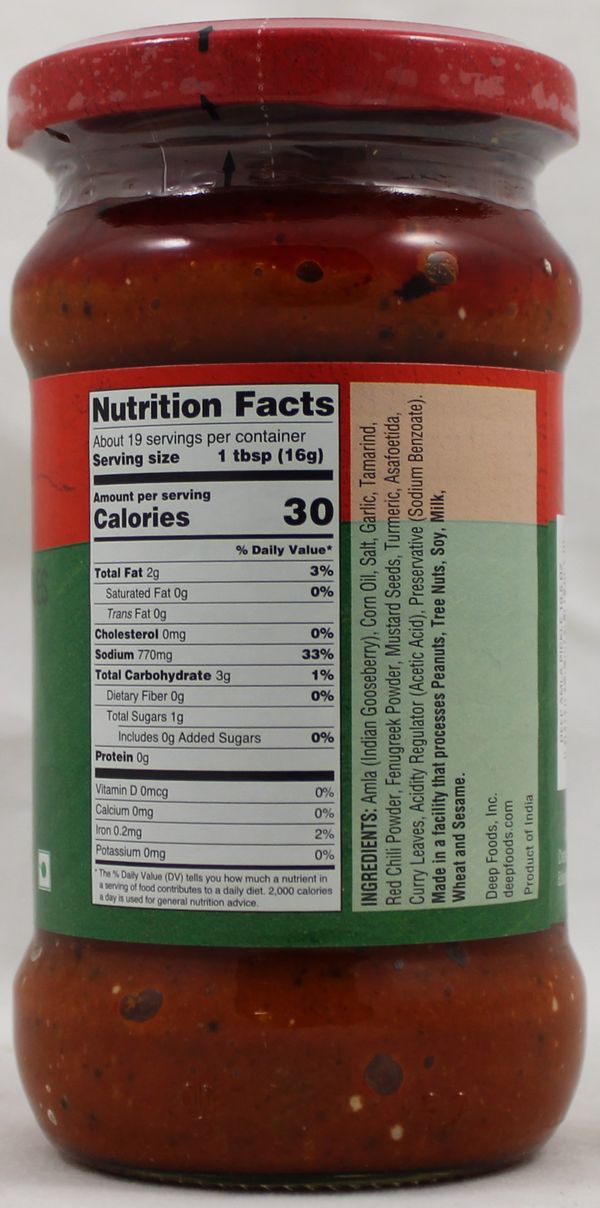 Nutrition Facts
About 19 servings per container
Serving size 1 tbsp (16g)
Amount per serving
Calories 30
% Daily Value*
Total Fat 2g 3%
Saturated Fat 0g 0%
Trans Fat 0g
Cholesterol 0mg 0%
Sodium 770mg 33%
Total Carbohydrate 3g 1%
Dietary Fiber 0g 0%
Total Sugars 1g
Includes 0g Added Sugars 0%
Protein 0g
Vitamin D 0mcg 0%
Calcium 0mg 0%
Iron 0.2mg 2%
Potassium 0mg 0%
* The % Daily Value (DV) tells you how much a nutrient in
a serving of food contributes to a daily diet. 2,000 calories
a day is used for general nutrition advice.
INGREDIENTS: Amla (Indian Gooseberry), Corn Oil, Salt, Garlic, Tamarind,
Red Chilli Powder, Fenugreek Powder, Mustard Seeds, Turmeric, Asafoetida,
Curry Leaves, Acidity Regulator (Acetic Acid), Preservative (Sodium Benzoate).
Made in a facility that processes Peanuts, Tree Nuts, Soy, Milk,
Wheat and Sesame.
Deep Foods, Inc.
deepfoods.com
Product of India